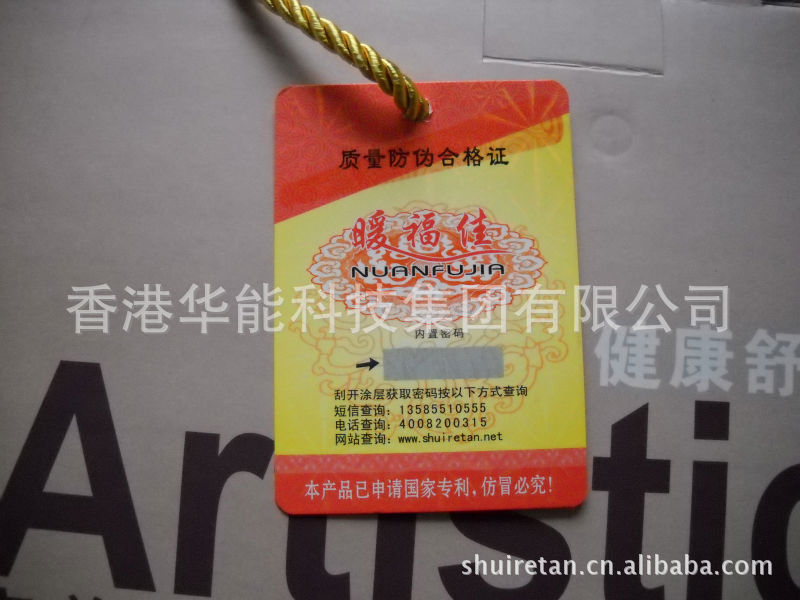 质量防伪合格证
暖福佳
NUANFUJIA
香港华能科技集团有限公司
内置密码
健康舒
刮开涂层获取密码按以下方式查询
短信查询：13585510555
电话查询：4008200315
网站查询：www.shuiretan.net
Artistic
本产品已申请国家专利，仿冒必究！
shuiretan.cn.alibaba.com